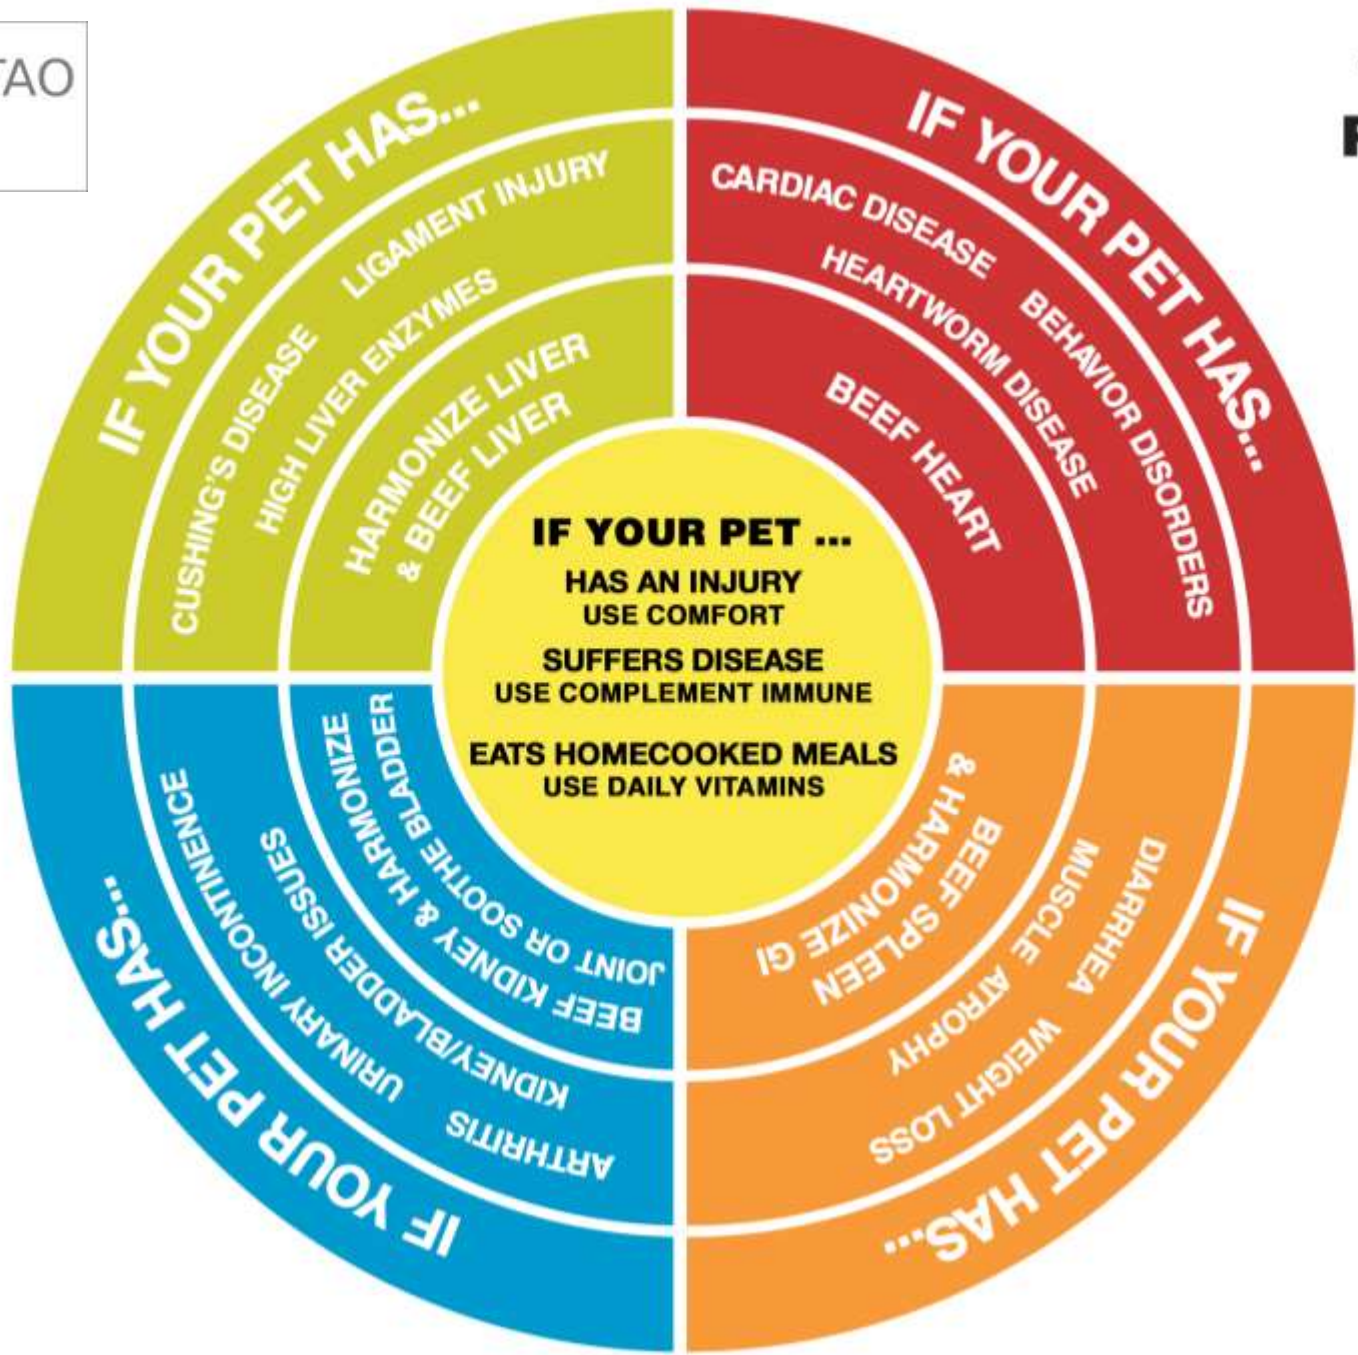 TAO
IF YOUR PET HAS...
LIGAMENT INJURY
CUSHING'S DISEASE
HIGH LIVER ENZYMES
HARMONIZE LIVER
& BEEF LIVER
IF YOUR PET HAS...
CARDIAC DISEASE
BEHAVIOR DISORDERS
HEARTWORM DISEASE
BEEF HEART
IF YOUR PET ...
HAS AN INJURY
USE COMFORT
SUFFERS DISEASE
USE COMPLEMENT IMMUNE
EATS HOMECOOKED MEALS
USE DAILY VITAMINS
IF YOUR PET HAS...
ARTHRITIS
URINARY INCONTINENCE
KIDNEY/BLADDER ISSUES
BEEF KIDNEY & HARMONIZE
JOINT OR SOOTHE BLADDER
IF YOUR PET HAS...
DIARRHEA
WEIGHT LOSS
MUSCLE ATROPHY
BEEF SPLEEN
& HARMONIZE GI